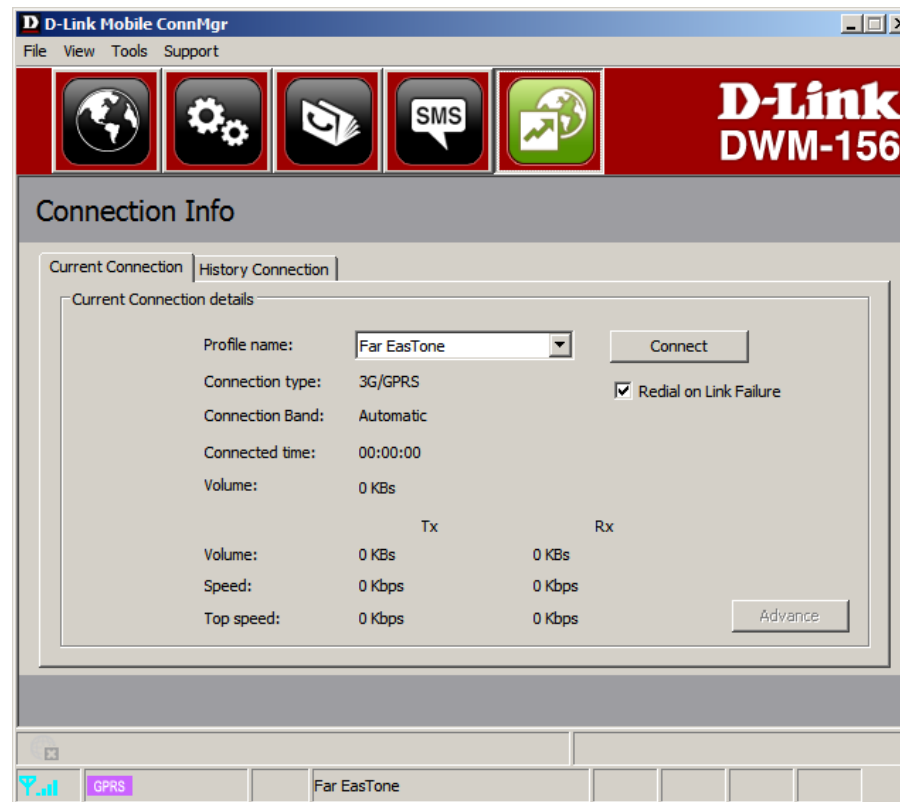 D D-Link Mobile ConnMgr
File View Tools Support
SMS
D-Link
DWM-156
Connection Info
Current Connection History Connection
Current Connection details
Profile name: Far EasTone Connect
Connection type: 3G/GPRS Redial on Link Failure
Connection Band: Automatic
Connected time: 00:00:00
Volume: 0 KBs
Tx Rx
Volume: 0 KBs 0 KBs
Speed: 0 Kbps 0 Kbps
Top speed: 0 Kbps 0 Kbps Advance
GPRS Far EasTone